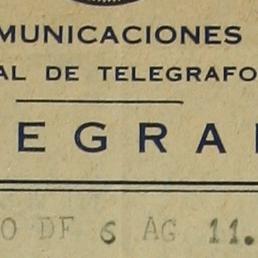 MUNICACIONES
AL DE TELEGRAFO
EGRA
O DF 6 AG 11.